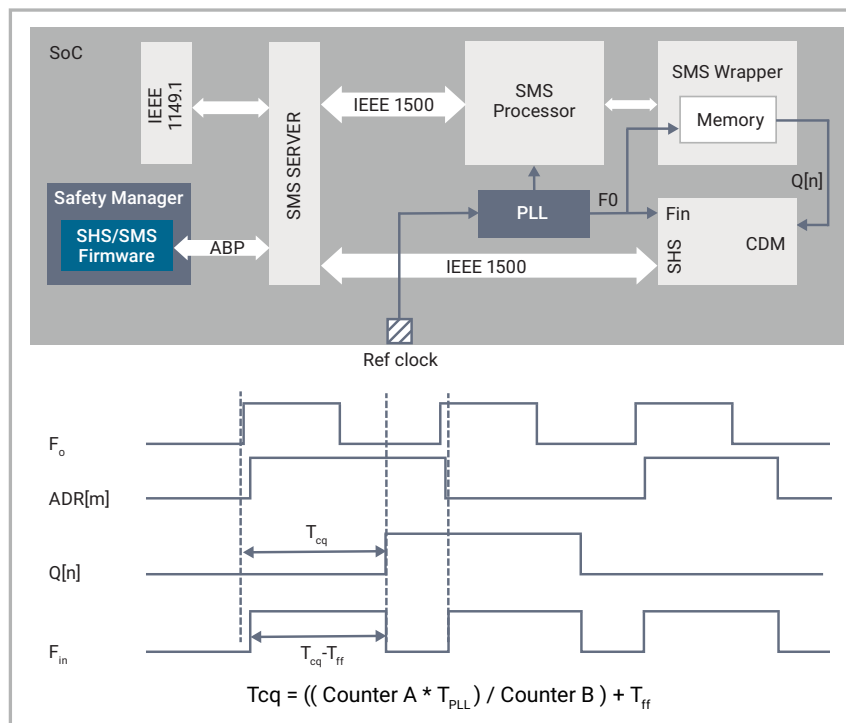 SoC
IEEE
1149.1
SMS SERVER
IEEE 1500
SMS
Processor
SMS Wrapper
Memory
Q[n]
Safety Manager
SHS/SMS
Firmware
ABP
PLL
F0
Fin
SHS
CDM
IEEE 1500
Ref clock
Fo
ADR[m]
Tcq
Q[n]
Fin
Tcq-Tff
Tcq = (( Counter A * TPLL ) / Counter B ) + Tff